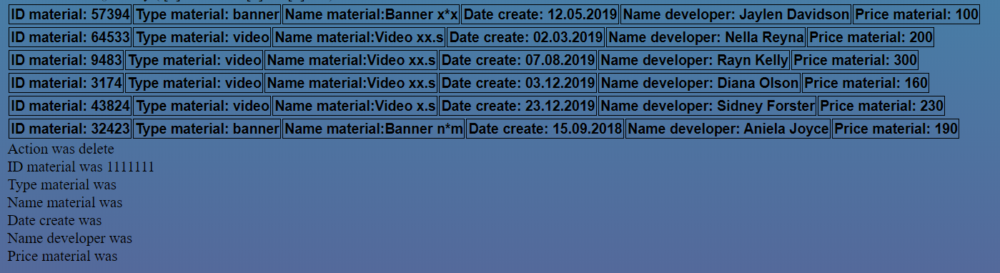 ID material: 57394 Type material: banner Name material:Banner x*x Date create: 12.05.2019 Name developer: Jaylen Davidson Price material: 100
ID material: 64533 Type material: video Name material:Video xx.s Date create: 02.03.2019 Name developer: Nella Reyna Price material: 200
ID material: 9483 Type material: video Name material:Video xx.s Date create: 07.08.2019 Name developer: Rayn Kelly Price material: 300
ID material: 3174 Type material: video Name material:Video xx.s Date create: 03.12.2019 Name developer: Diana Olson Price material: 160
ID material: 43824 Type material: video Name material:Video x.s Date create: 23.12.2019 Name developer: Sidney Forster Price material: 230
ID material: 32423 Type material: banner Name material:Banner n*m Date create: 15.09.2018 Name developer: Aniela Joyce Price material: 190
Action was delete
ID material was 1111111
Type material was
Name material was
Date create was
Name developer was
Price material was